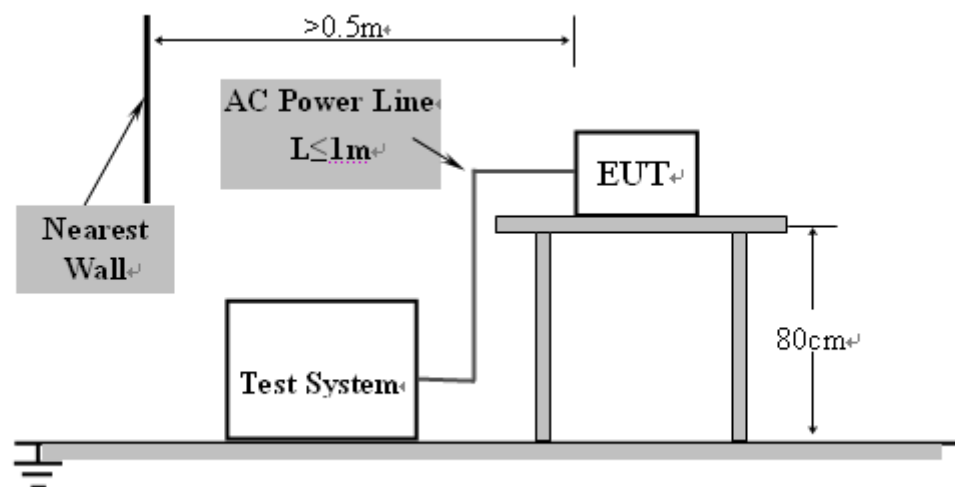 >0.5m
AC Power Line
L≤1m
EUT
Nearest
Wall
80cm
Test System